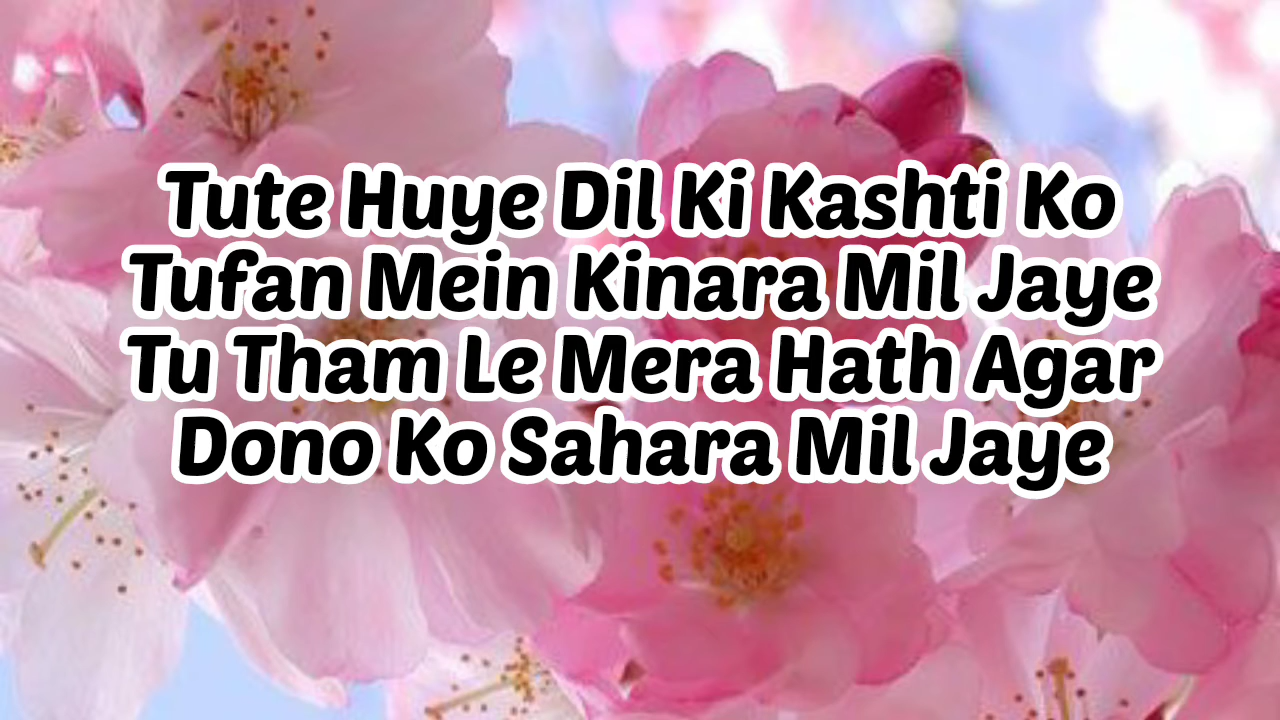 Tute Huye Dil Ki Kashti Ko
Tufan Mein Kinara Mil Jaye
Tu Tham Le Mera Hath Agar
Dono Ko Sahara Mil Jaye